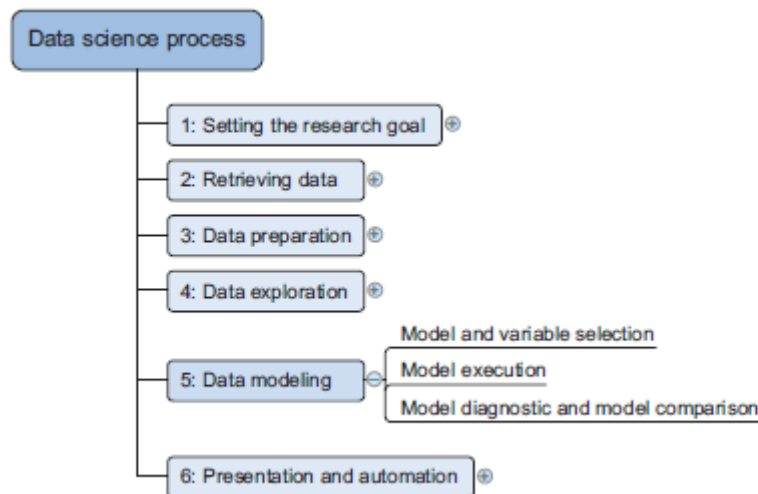 Data science process
1: Setting the research goal
2: Retrieving data
3: Data preparation
4: Data exploration
5: Data modeling
Model and variable selection
Model execution
Model diagnostic and model comparison
6: Presentation and automation